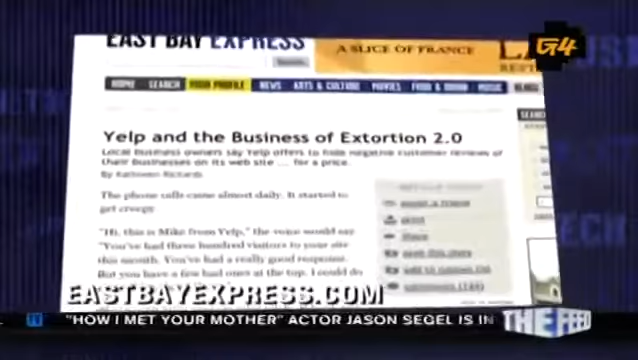 EAST BAY EXPRESS
A SLICE OF FRANCE
G4
HOME SEARCH YOUR PROFILE NEWS ARTS & CULTURE MOVIES FOOD & DRINK MUSIC
Yelp and the Business of Extortion 2.0
Local business owners say Yelp offers to hide negative customer reviews of
their businesses on its web site ... for a price.
By Kathleen Richards
The phone calls came almost daily. It started to
get creepy.
"Hi, this is Mike from Yelp," the voice would say
"You've had three hundred visitors to your site
this month. You've had a really good response.
But you have a few bad ones at the top. I could do
EASTBAYEXPRESS.COM
TV "HOW I MET YOUR MOTHER" ACTOR JASON SEGEL IS IN
THE FEED